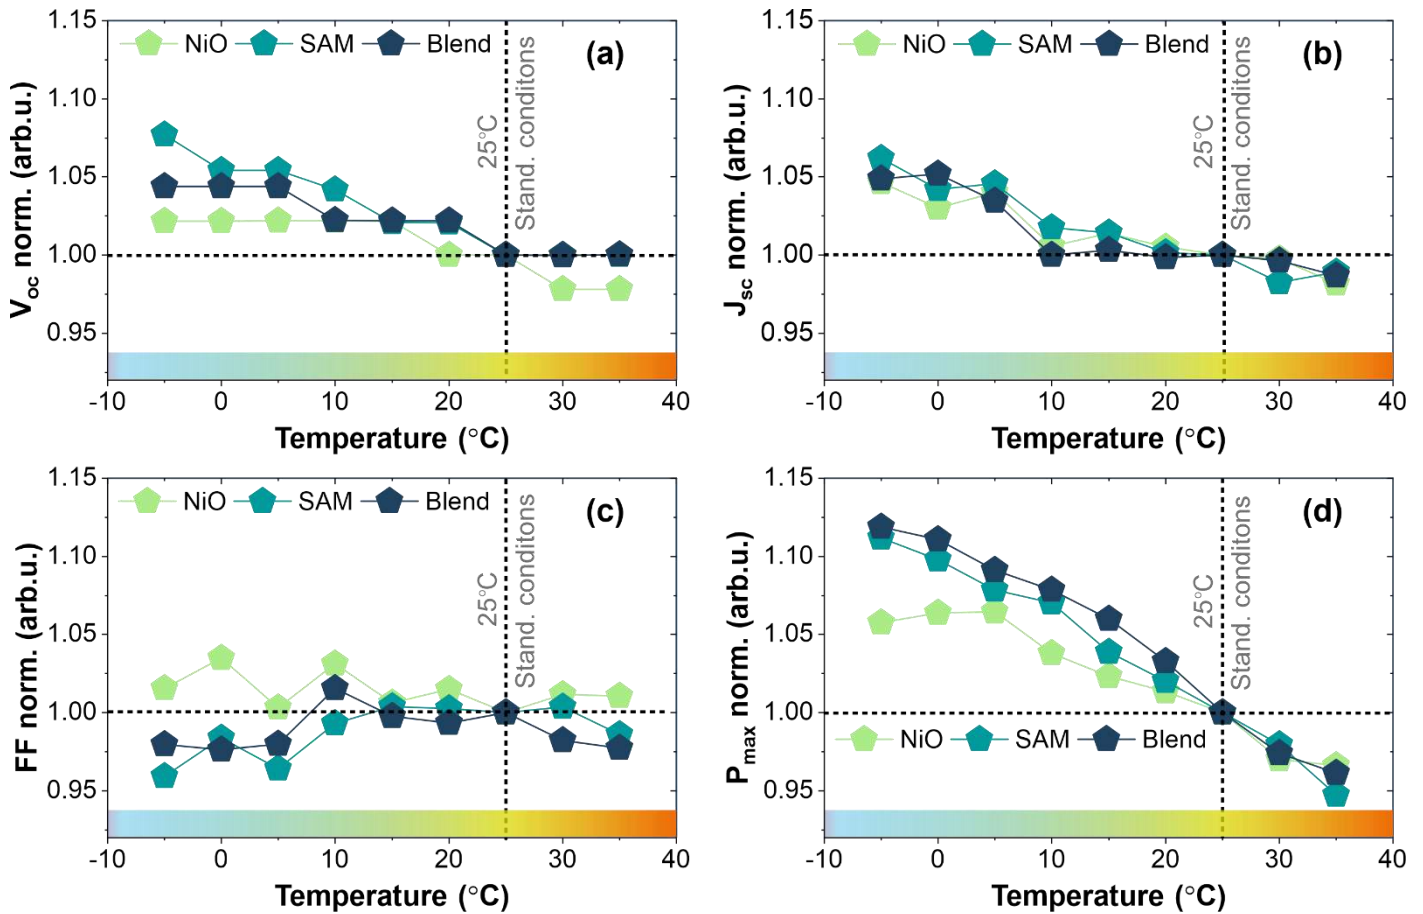 (a)
NiO SAM Blend
25°C
Stand. conditons
V_oc norm. (arb.u.)
1.15
1.10
1.05
1.00
0.95
-10 0 10 20 30 40
Temperature (°C)
(b)
NiO SAM Blend
25°C
Stand. conditons
J_sc norm. (arb.u.)
1.15
1.10
1.05
1.00
0.95
-10 0 10 20 30 40
Temperature (°C)
(c)
NiO SAM Blend
25°C
Stand. conditons
FF norm. (arb.u.)
1.15
1.10
1.05
1.00
0.95
-10 0 10 20 30 40
Temperature (°C)
(d)
25°C
Stand. conditons
NiO SAM Blend
P_max norm. (arb.u.)
1.15
1.10
1.05
1.00
0.95
-10 0 10 20 30 40
Temperature (°C)